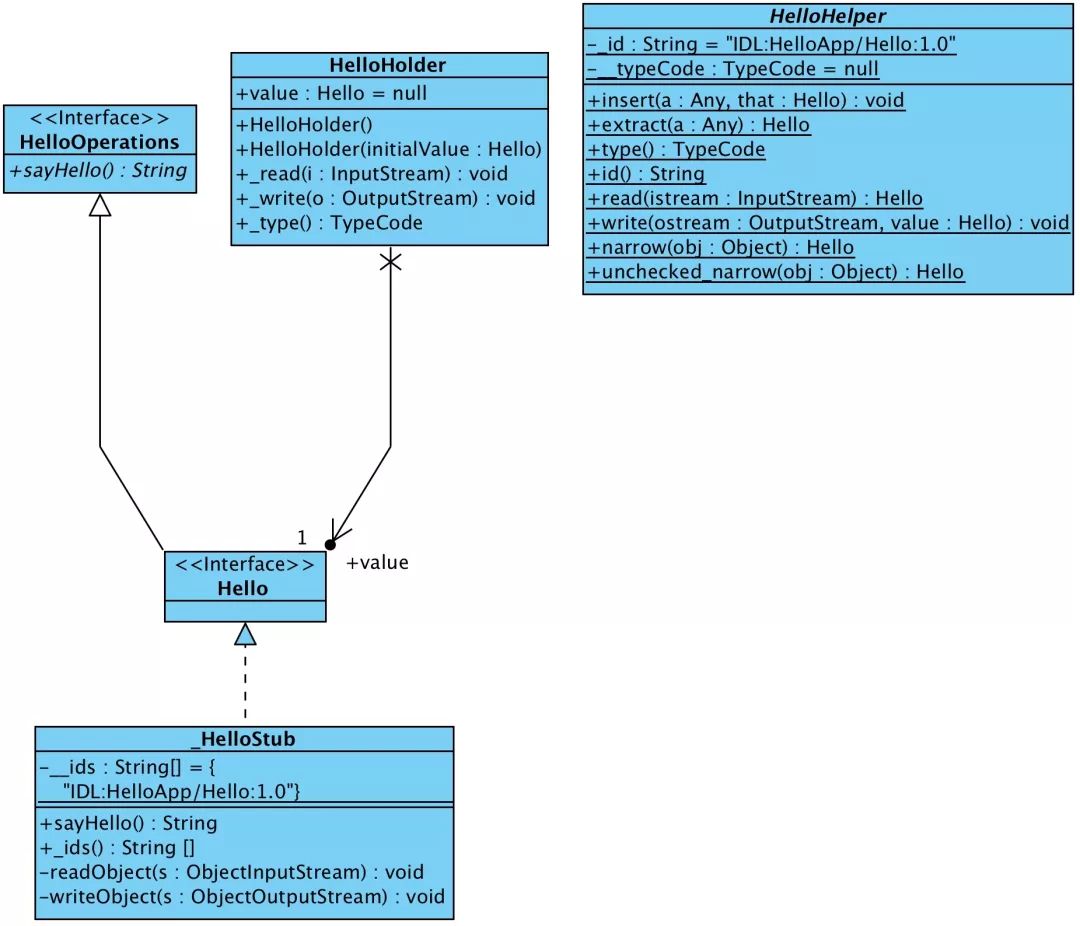 <<Interface>>
HelloOperations
+sayHello() : String
HelloHolder
+value : Hello = null
+HelloHolder()
+HelloHolder(initialValue : Hello)
+_read(i : InputStream) : void
+_write(o : OutputStream) : void
+_type() : TypeCode
HelloHelper
-_id : String = "IDL:HelloApp/Hello:1.0"
-__typeCode : TypeCode = null
+insert(a : Any, that : Hello) : void
+extract(a : Any) : Hello
+type() : TypeCode
+id() : String
+read(istream : InputStream) : Hello
+write(ostream : OutputStream, value : Hello) : void
+narrow(obj : Object) : Hello
+unchecked_narrow(obj : Object) : Hello
1
+value
<<Interface>>
Hello
_HelloStub
-__ids : String[] = {
"IDL:HelloApp/Hello:1.0"}
+sayHello() : String
+_ids() : String []
-readObject(s : ObjectInputStream) : void
-writeObject(s : ObjectOutputStream) : void